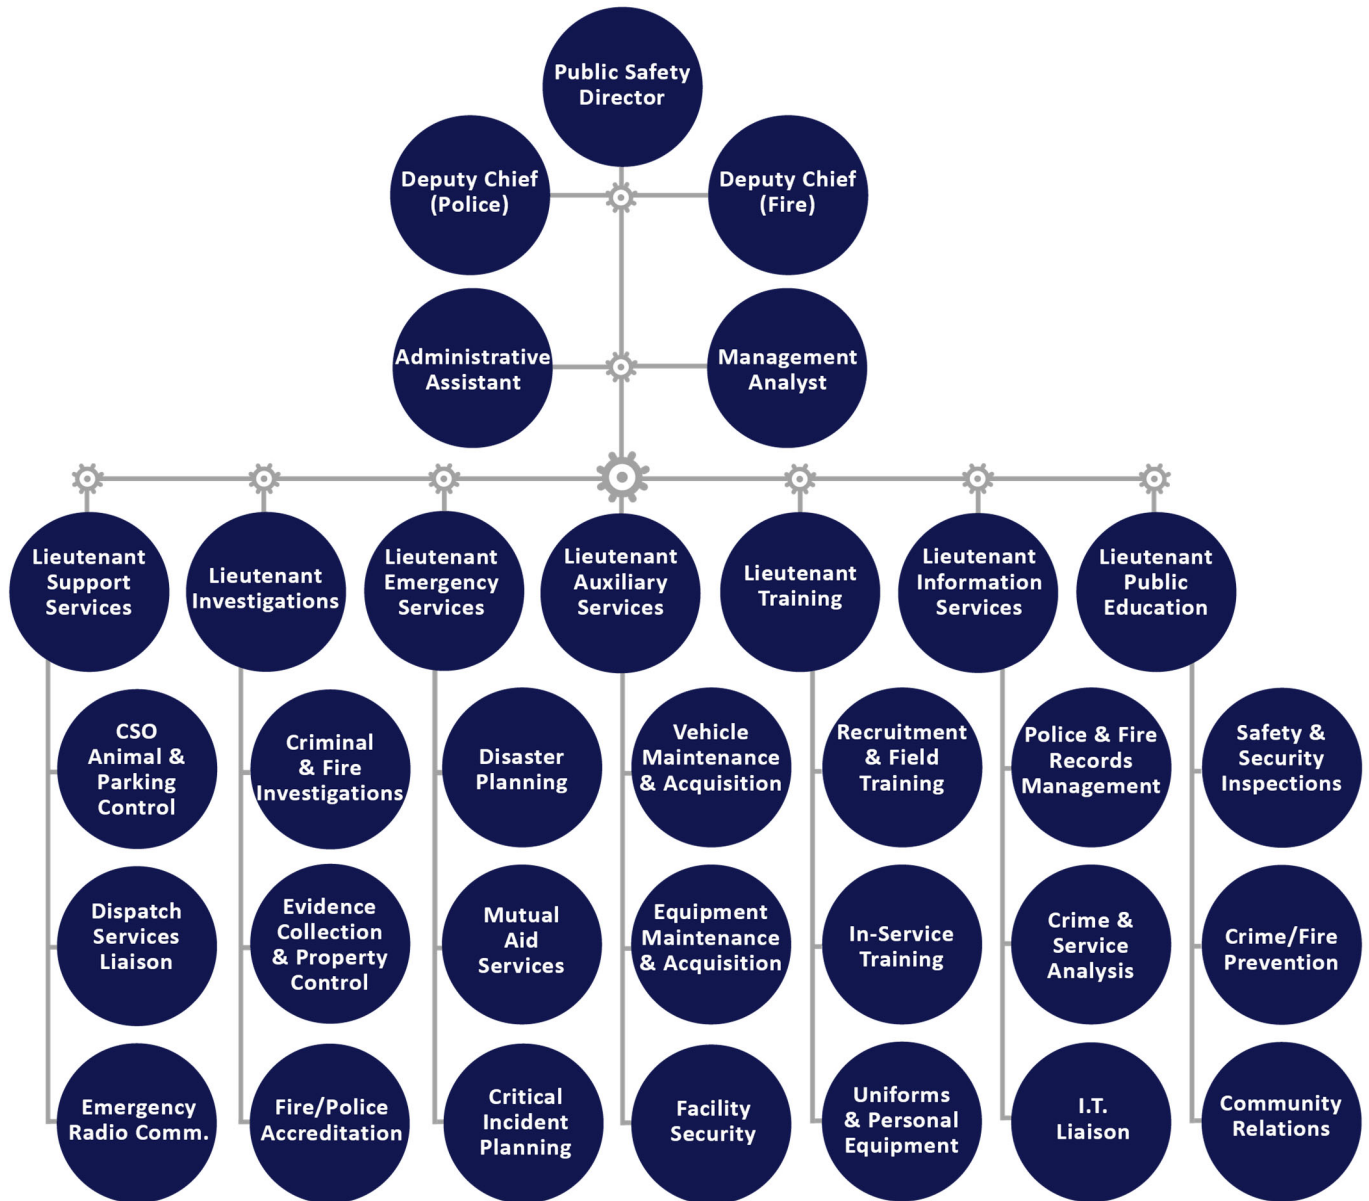 Public Safety
Director
Deputy Chief
(Police)
Deputy Chief
(Fire)
Administrative
Assistant
Management
Analyst
Lieutenant
Support
Services
Lieutenant
Investigations
Lieutenant
Emergency
Services
Lieutenant
Auxiliary
Services
Lieutenant
Training
Lieutenant
Information
Services
Lieutenant
Public
Education
CSO
Animal &
Parking
Control
Criminal
& Fire
Investigations
Disaster
Planning
Vehicle
Maintenance
& Acquisition
Recruitment
& Field
Training
Police & Fire
Records
Management
Safety &
Security
Inspections
Dispatch
Services
Liaison
Evidence
Collection
& Property
Control
Mutual
Aid
Services
Equipment
Maintenance
& Acquisition
In-Service
Training
Crime &
Service
Analysis
Crime/Fire
Prevention
Emergency
Radio Comm.
Fire/Police
Accreditation
Critical
Incident
Planning
Facility
Security
Uniforms
& Personal
Equipment
I.T.
Liaison
Community
Relations